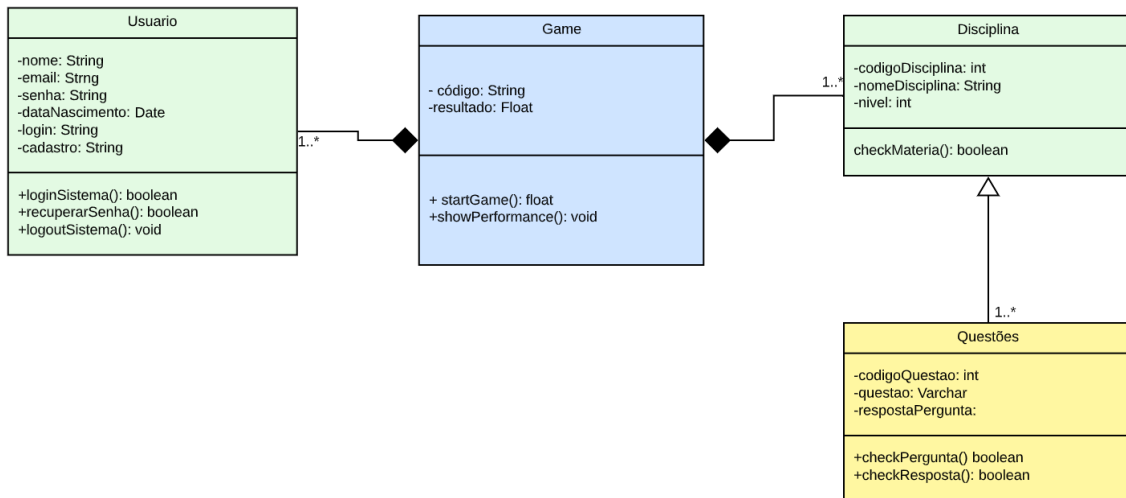 Usuario
-nome: String
-email: Strng
-senha: String
-dataNascimento: Date
-login: String
-cadastro: String
+loginSistema(): boolean
+recuperarSenha(): boolean
+logoutSistema(): void
1..*
Game
- código: String
-resultado: Float
+ startGame(): float
+showPerformance(): void
1..*
Disciplina
-codigoDisciplina: int
-nomeDisciplina: String
-nivel: int
checkMateria(): boolean
1..*
Questões
-codigoQuestao: int
-questao: Varchar
-respostaPergunta:
+checkPergunta() boolean
+checkResposta(): boolean